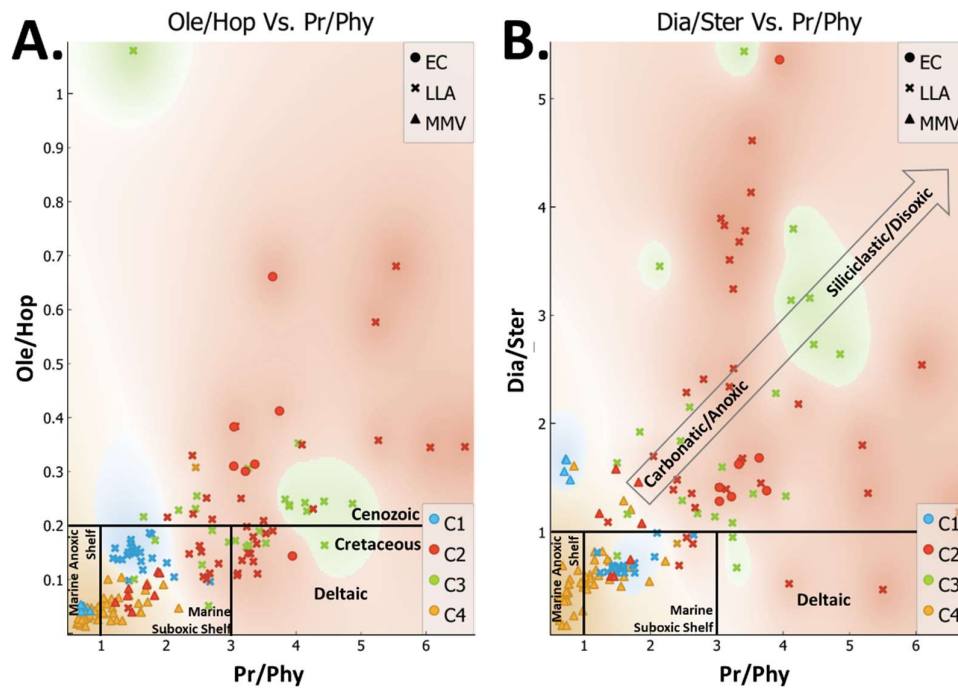 A.
Ole/Hop Vs. Pr/Phy
EC
LLA
MMV
1
0.9
0.8
0.7
0.6
0.5
0.4
0.3
0.2
0.1
Ole/Hop
Cenozoic
Cretaceous
Marine Anoxic
Shelf
Marine
Suboxic Shelf
Deltaic
C1
C2
C3
C4
1
2
3
4
5
6
Pr/Phy
B.
Dia/Ster Vs. Pr/Phy
EC
LLA
MMV
5
4
3
2
1
Dia/Ster
Carbonatic/Anoxic
Siliciclastic/Disoxic
Marine Anoxic
Shelf
Marine
Suboxic Shelf
Deltaic
C1
C2
C3
C4
1
2
3
4
5
6
Pr/Phy